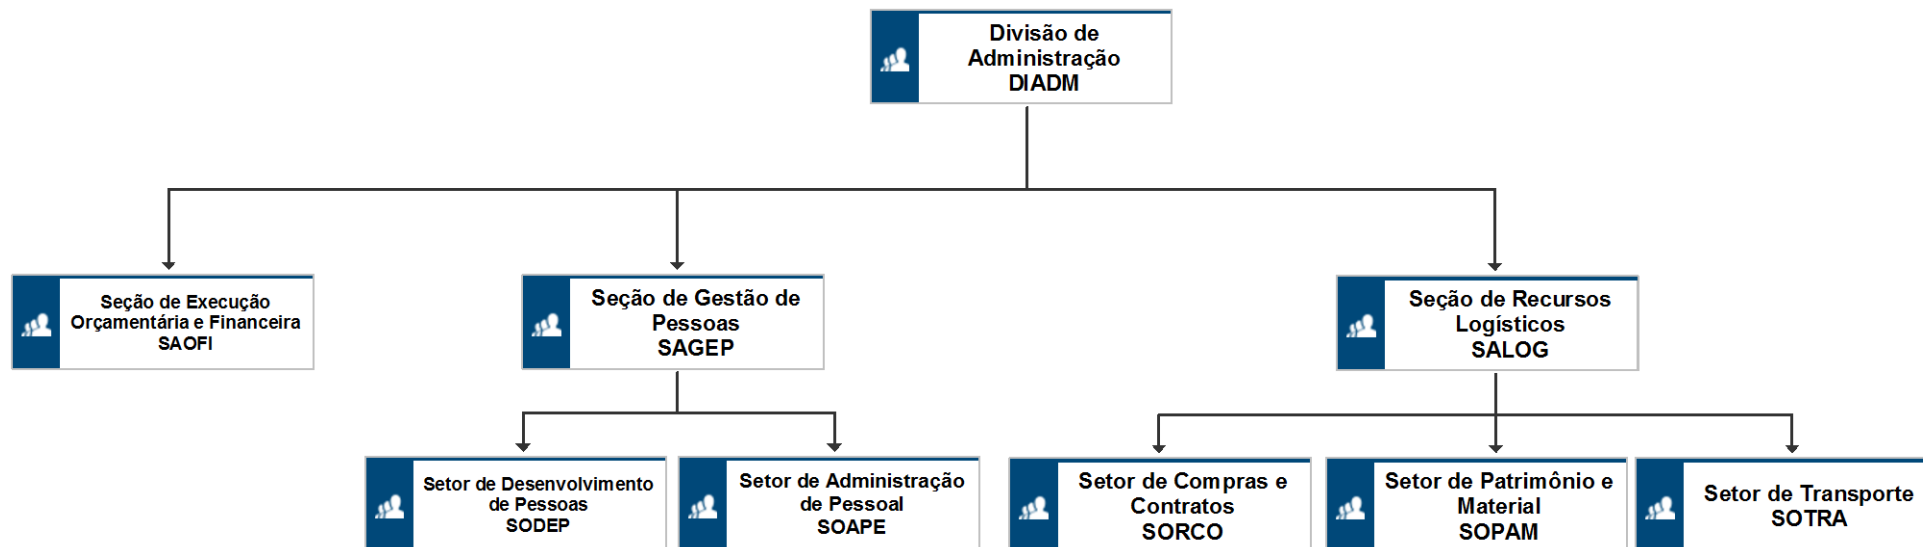 Divisão de
Administração
DIADM
Seção de Execução
Orçamentária e Financeira
SAOFI
Seção de Gestão de
Pessoas
SAGEP
Seção de Recursos
Logísticos
SALOG
Setor de Desenvolvimento
de Pessoas
SODEP
Setor de Administração
de Pessoal
SOAPE
Setor de Compras e
Contratos
SORCO
Setor de Patrimônio e
Material
SOPAM
Setor de Transporte
SOTRA